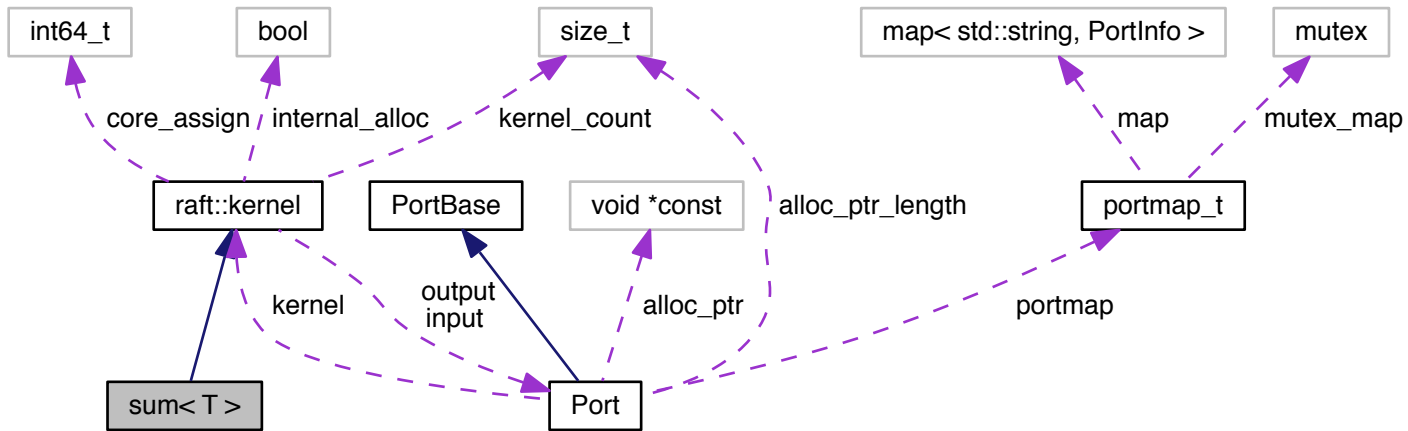 int64_t
bool
size_t
map< std::string, PortInfo >
mutex
core_assign
internal_alloc
kernel_count
map
mutex_map
raft::kernel
PortBase
void *const
alloc_ptr_length
portmap_t
kernel
output
input
alloc_ptr
portmap
sum< T >
Port